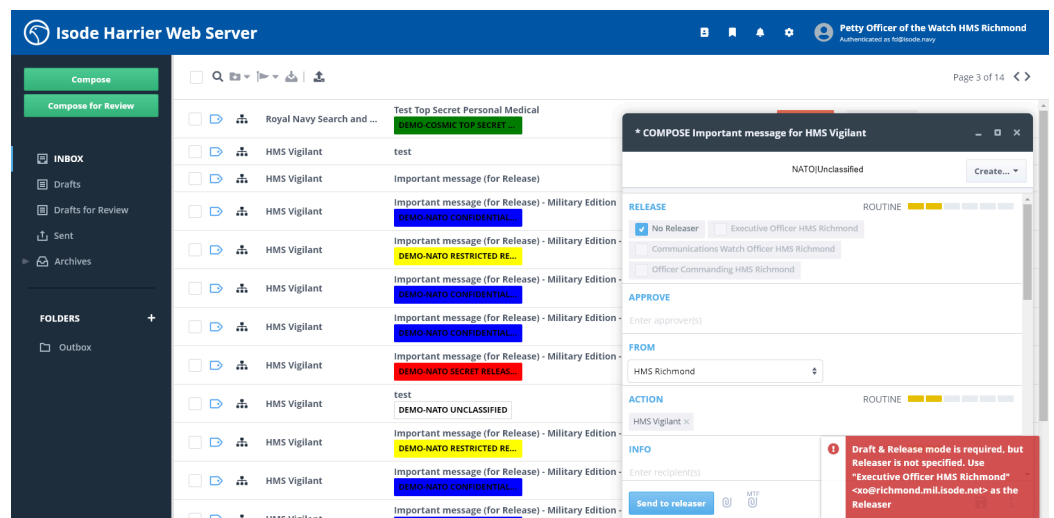 Isode Harrier Web Server
Petty Officer of the Watch HMS Richmond
Authenticated as fd@isode.navy
Compose
Compose for Review
INBOX
Drafts
Drafts for Review
Sent
Archives
FOLDERS +
Outbox
Page 3 of 14
Royal Navy Search and ...
Test Top Secret Personal Medical
DEMO-COSMIC TOP SECRET ...
HMS Vigilant test
HMS Vigilant Important message (for Release)
HMS Vigilant
Important message (for Release) - Military Edition
DEMO-NATO CONFIDENTIAL...
HMS Vigilant
Important message (for Release) - Military Edition -
DEMO-NATO RESTRICTED RE...
HMS Vigilant
Important message (for Release) - Military Edition -
DEMO-NATO CONFIDENTIAL...
HMS Vigilant
Important message (for Release) - Military Edition -
DEMO-NATO CONFIDENTIAL...
HMS Vigilant
Important message (for Release) - Military Edition -
DEMO-NATO SECRET RELEAS...
HMS Vigilant
test
DEMO-NATO UNCLASSIFIED
HMS Vigilant
Important message (for Release) - Military Edition -
DEMO-NATO RESTRICTED RE...
HMS Vigilant
Important message (for Release) - Military Edition -
DEMO-NATO CONFIDENTIAL...
Important message (for Release) - Military Edition -
* COMPOSE Important message for HMS Vigilant
NATO|Unclassified
Create...
RELEASE ROUTINE
No Releaser Executive Officer HMS Richmond
Communications Watch Officer HMS Richmond
Officer Commanding HMS Richmond
APPROVE
Enter approver(s)
FROM
HMS Richmond
ACTION ROUTINE
HMS Vigilant ×
INFO
Enter recipient(s)
Send to releaser
MTF
Draft & Release mode is required, but
Releaser is not specified. Use
"Executive Officer HMS Richmond"
<xo@richmond.mil.isode.net> as the
Releaser